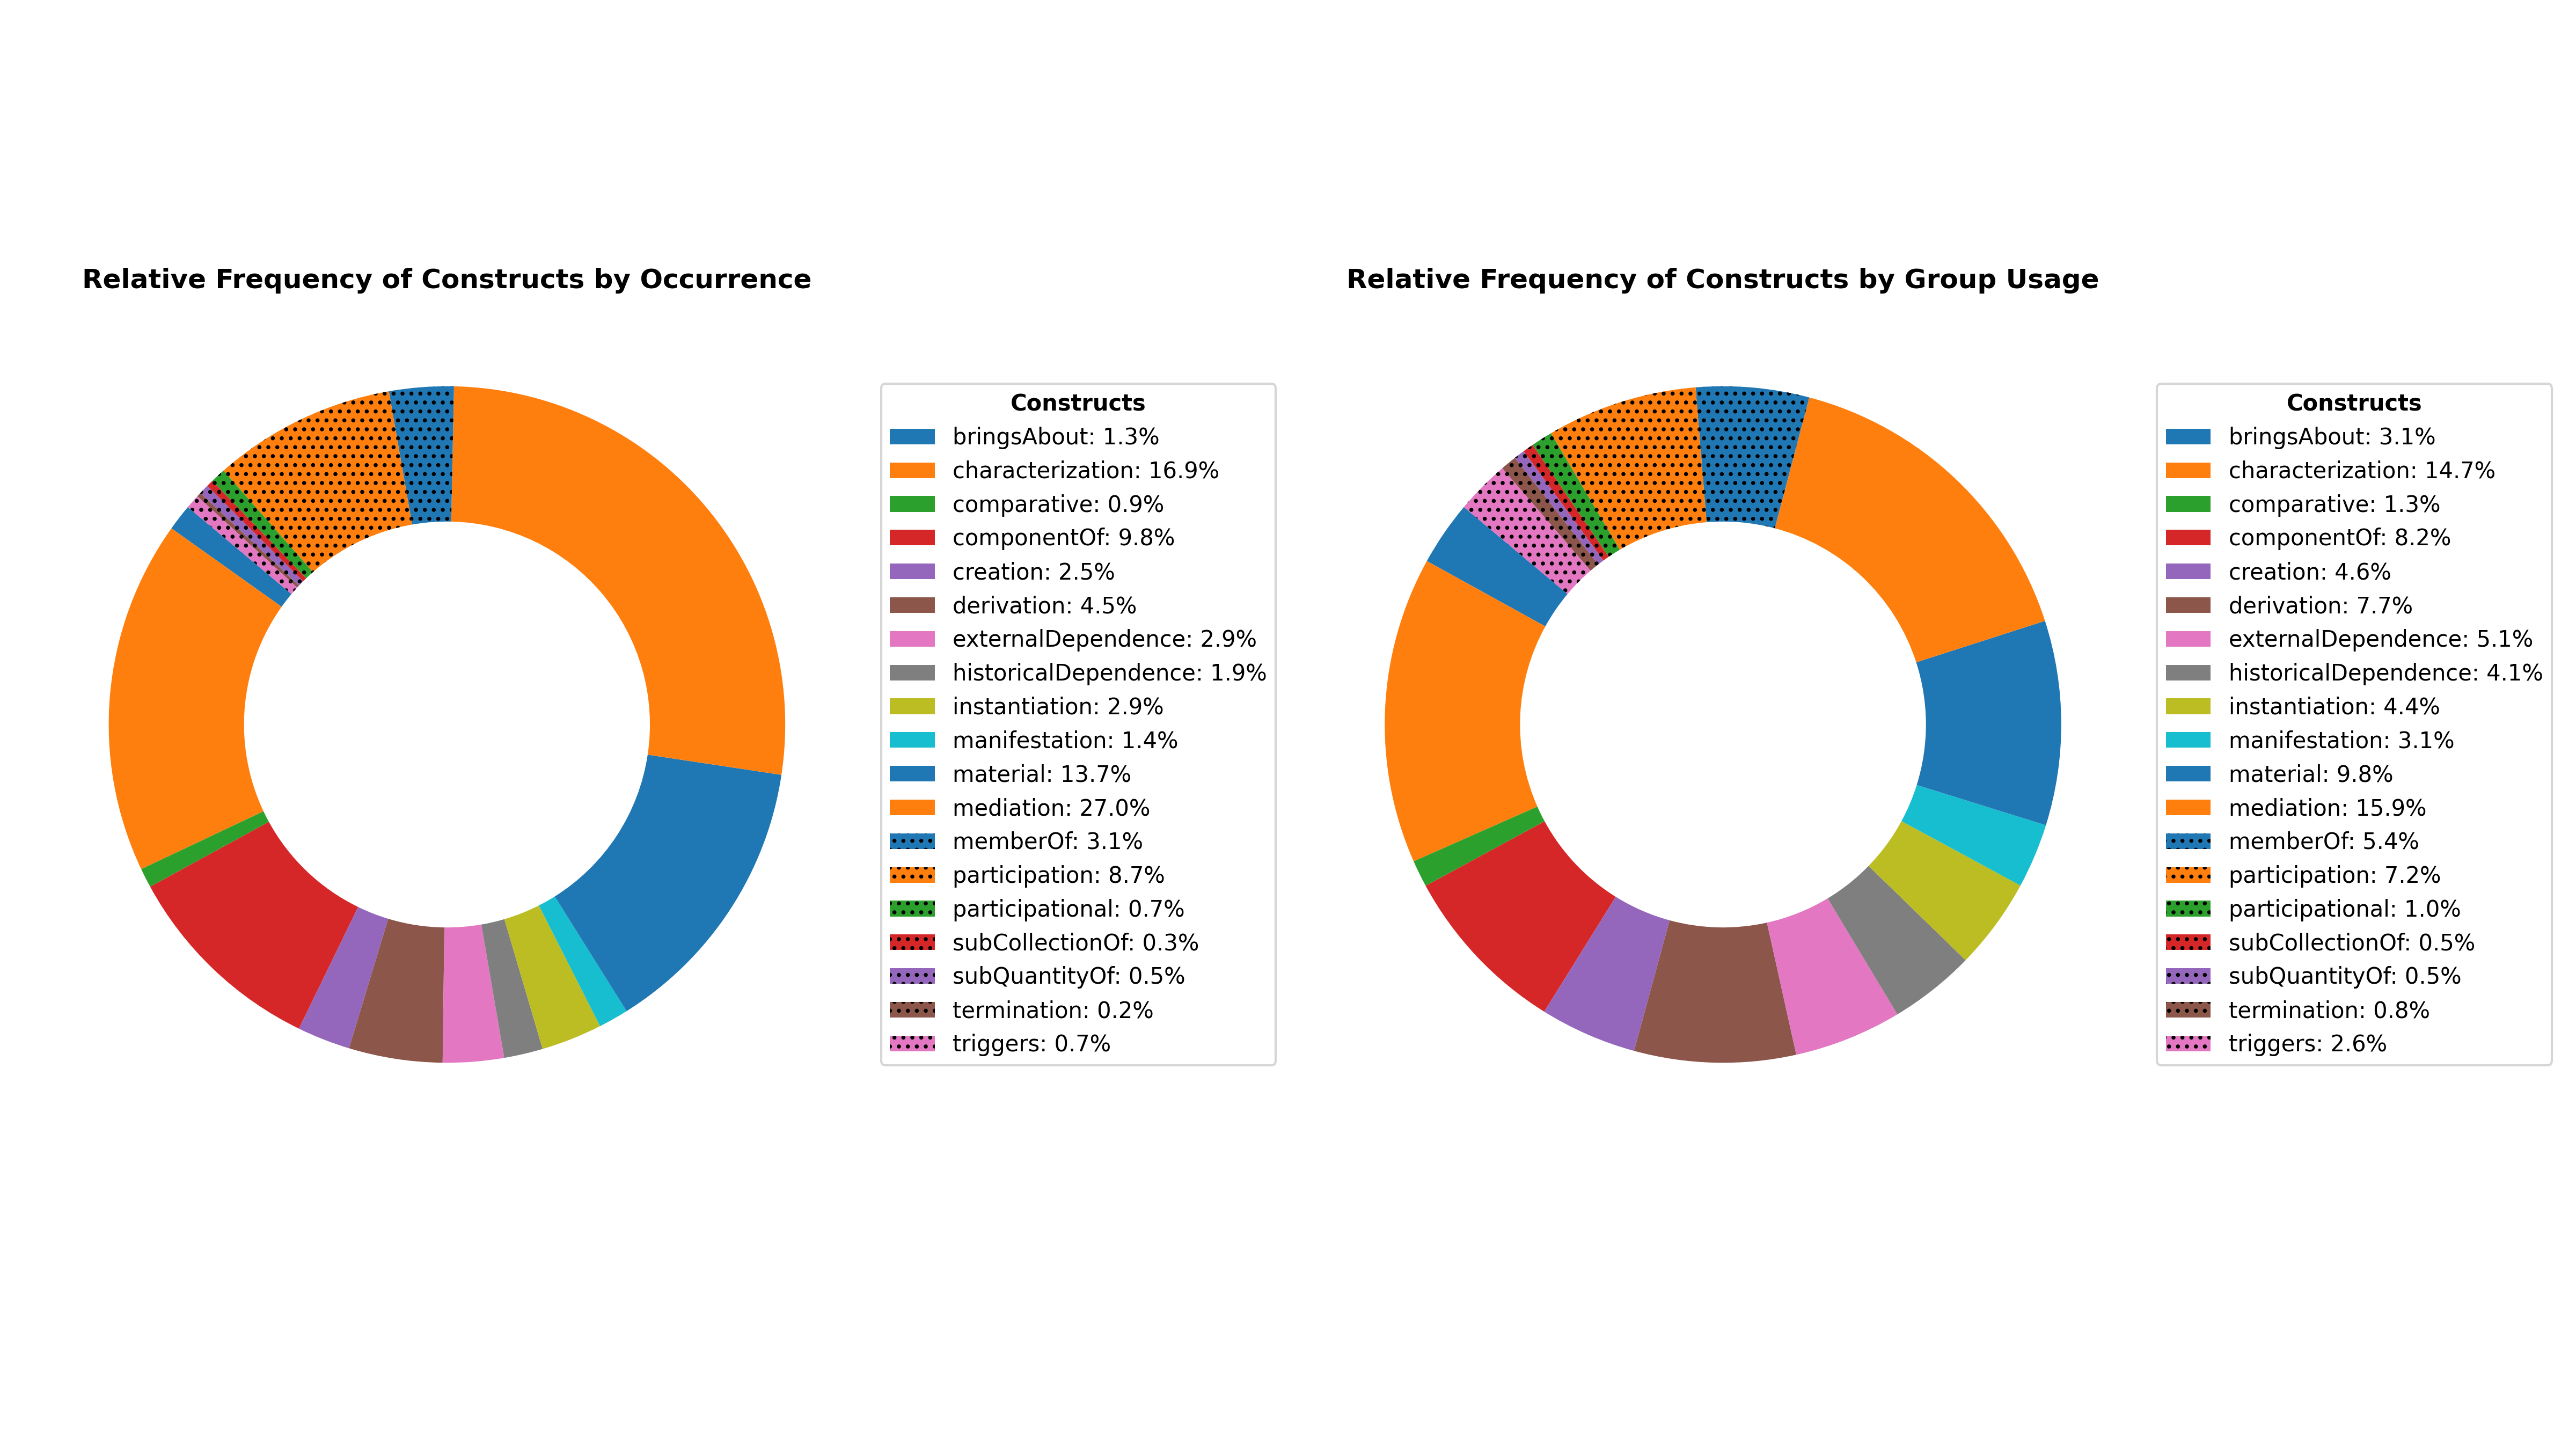 Relative Frequency of Constructs by Occurrence
Constructs
bringsAbout: 1.3%
characterization: 16.9%
comparative: 0.9%
componentOf: 9.8%
creation: 2.5%
derivation: 4.5%
externalDependence: 2.9%
historicalDependence: 1.9%
instantiation: 2.9%
manifestation: 1.4%
material: 13.7%
mediation: 27.0%
memberOf: 3.1%
participation: 8.7%
participational: 0.7%
subCollectionOf: 0.3%
subQuantityOf: 0.5%
termination: 0.2%
triggers: 0.7%
Relative Frequency of Constructs by Group Usage
Constructs
bringsAbout: 3.1%
characterization: 14.7%
comparative: 1.3%
componentOf: 8.2%
creation: 4.6%
derivation: 7.7%
externalDependence: 5.1%
historicalDependence: 4.1%
instantiation: 4.4%
manifestation: 3.1%
material: 9.8%
mediation: 15.9%
memberOf: 5.4%
participation: 7.2%
participational: 1.0%
subCollectionOf: 0.5%
subQuantityOf: 0.5%
termination: 0.8%
triggers: 2.6%